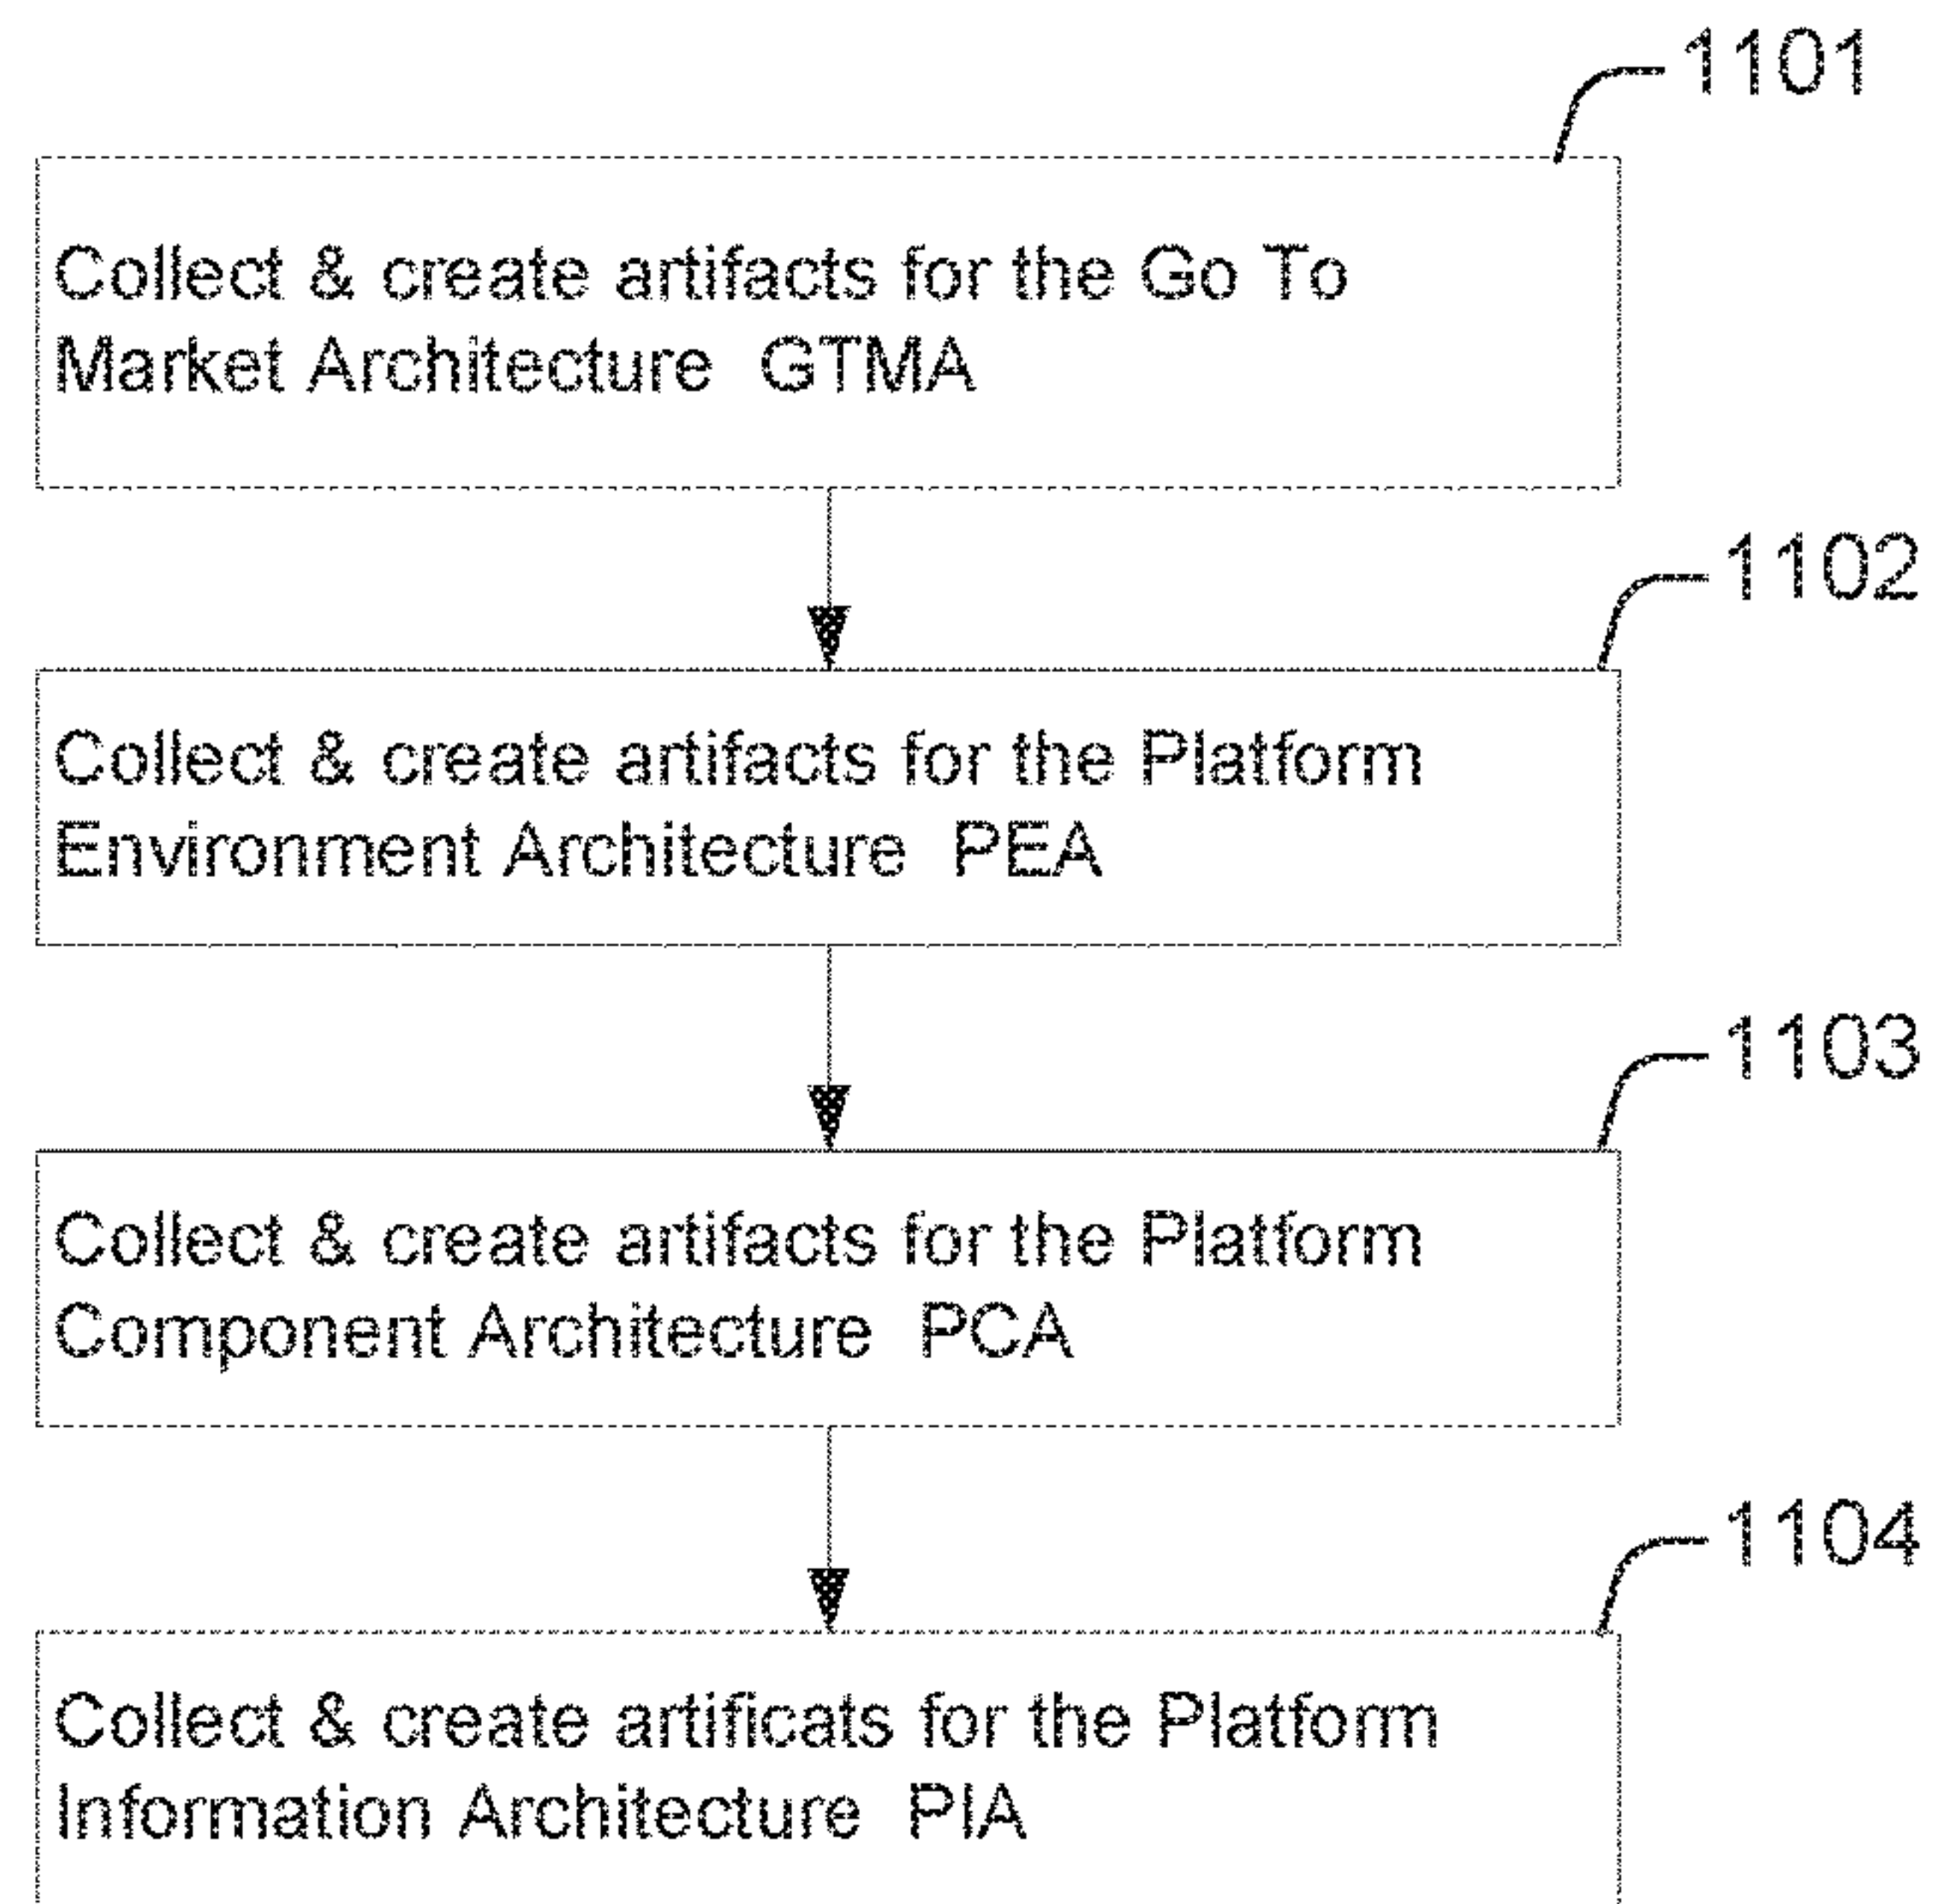 1101
Collect & create artifacts for the Go To
Market Architecture GTMA
1102
Collect & create artifacts for the Platform
Environment Architecture PEA
1103
Collect & create artifacts for the Platform
Component Architecture PCA
1104
Collect & create artificats for the Platform
Information Architecture PIA